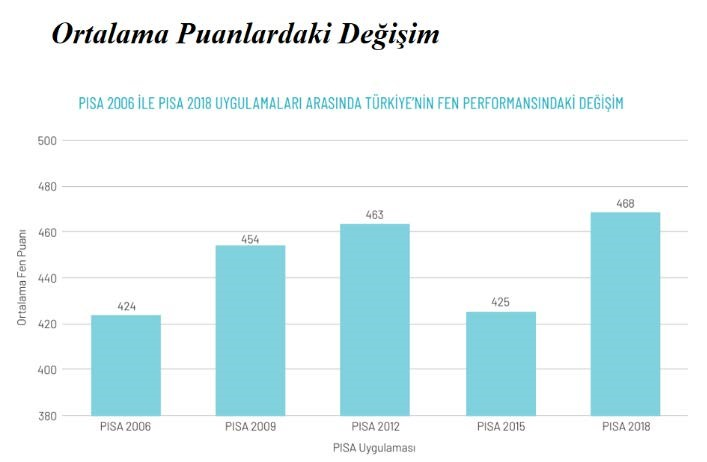 Ortalama Puanlardaki Değişim
PISA 2006 İLE PISA 2018 UYGULAMALARI ARASINDA TÜRKİYE'NİN FEN PERFORMANSINDAKİ DEĞİŞİM
Ortalama Fen Puanı
500
480
460
440
420
400
380
424
454
463
425
468
PISA 2006
PISA 2009
PISA 2012
PISA 2015
PISA 2018
PISA Uygulaması